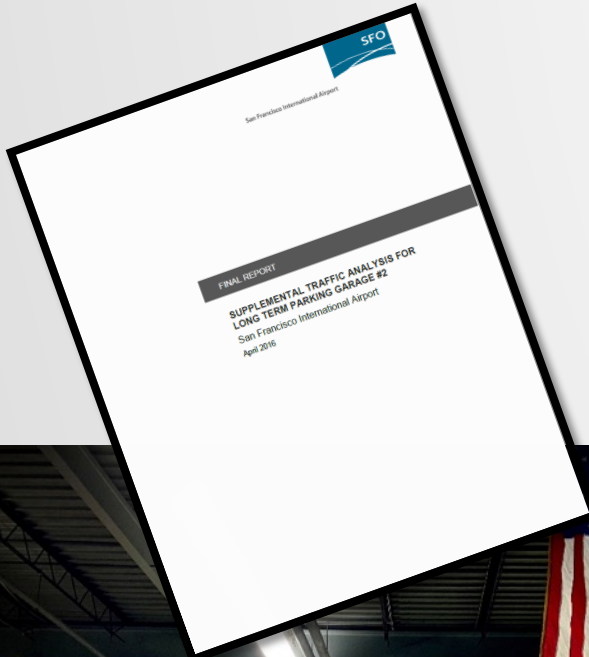 SFO
San Francisco International Airport
FINAL REPORT
SUPPLEMENTAL TRAFFIC ANALYSIS FOR
LONG TERM PARKING GARAGE #2
San Francisco International Airport
April 2016